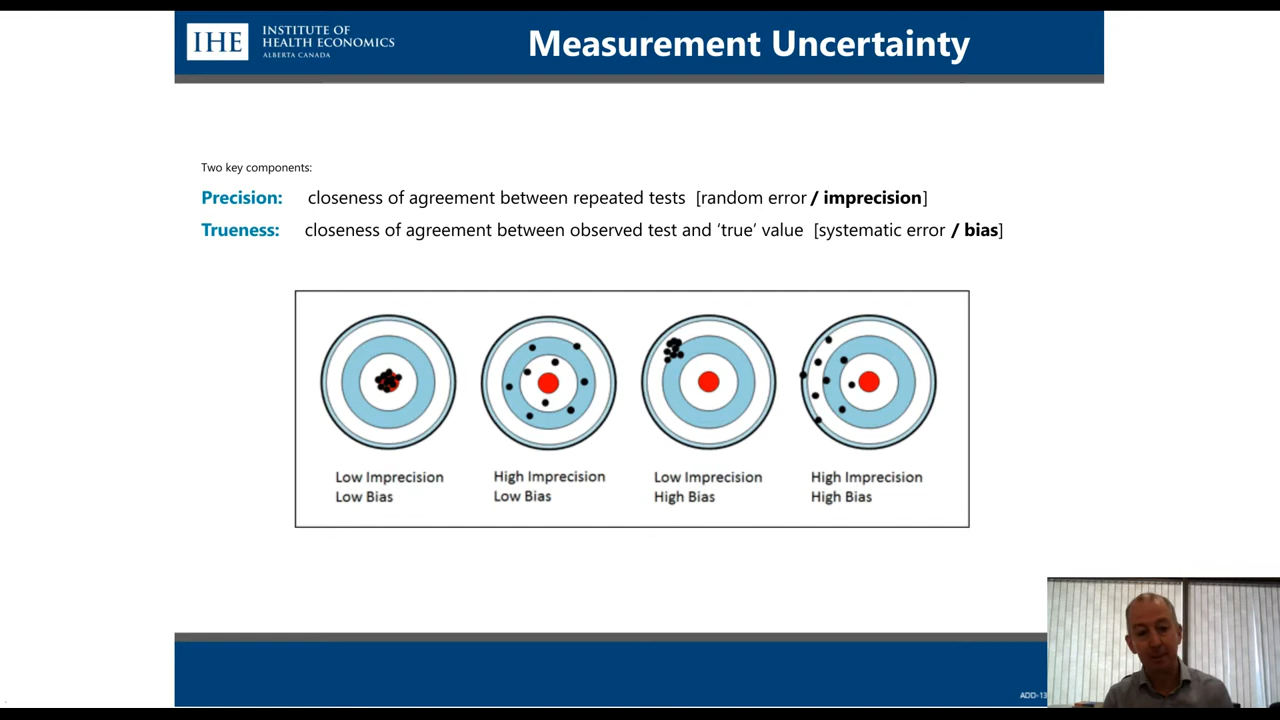 IHE
INSTITUTE OF
HEALTH ECONOMICS
ALBERTA CANADA
Measurement Uncertainty
Two key components:
Precision: closeness of agreement between repeated tests [random error / imprecision]
Trueness: closeness of agreement between observed test and ‘true’ value [systematic error / bias]
Low Imprecision
Low Bias
High Imprecision
Low Bias
Low Imprecision
High Bias
High Imprecision
High Bias
ADD-13